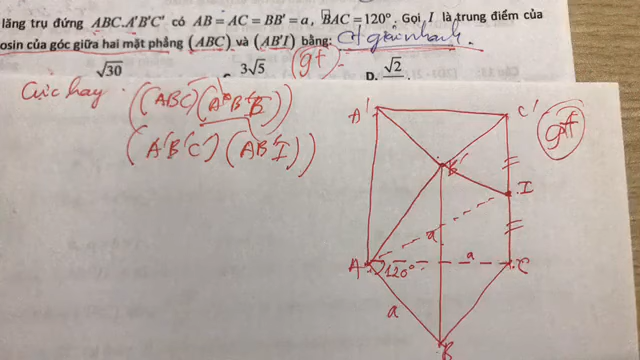 lăng trụ đứng ABC.A'B'C' có AB = AC = BB' = a, BAC = 120°. Gọi I là trung điểm của
osin của góc giữa hai mặt phẳng (ABC) và (AB'I) bằng:
√30
3√5
(gt)
D. √2
Cực hay
((ABC)
(A'B'C') (AB'I))
A'
C'
B'
gt
I
a
A
120°
a
C
a
B